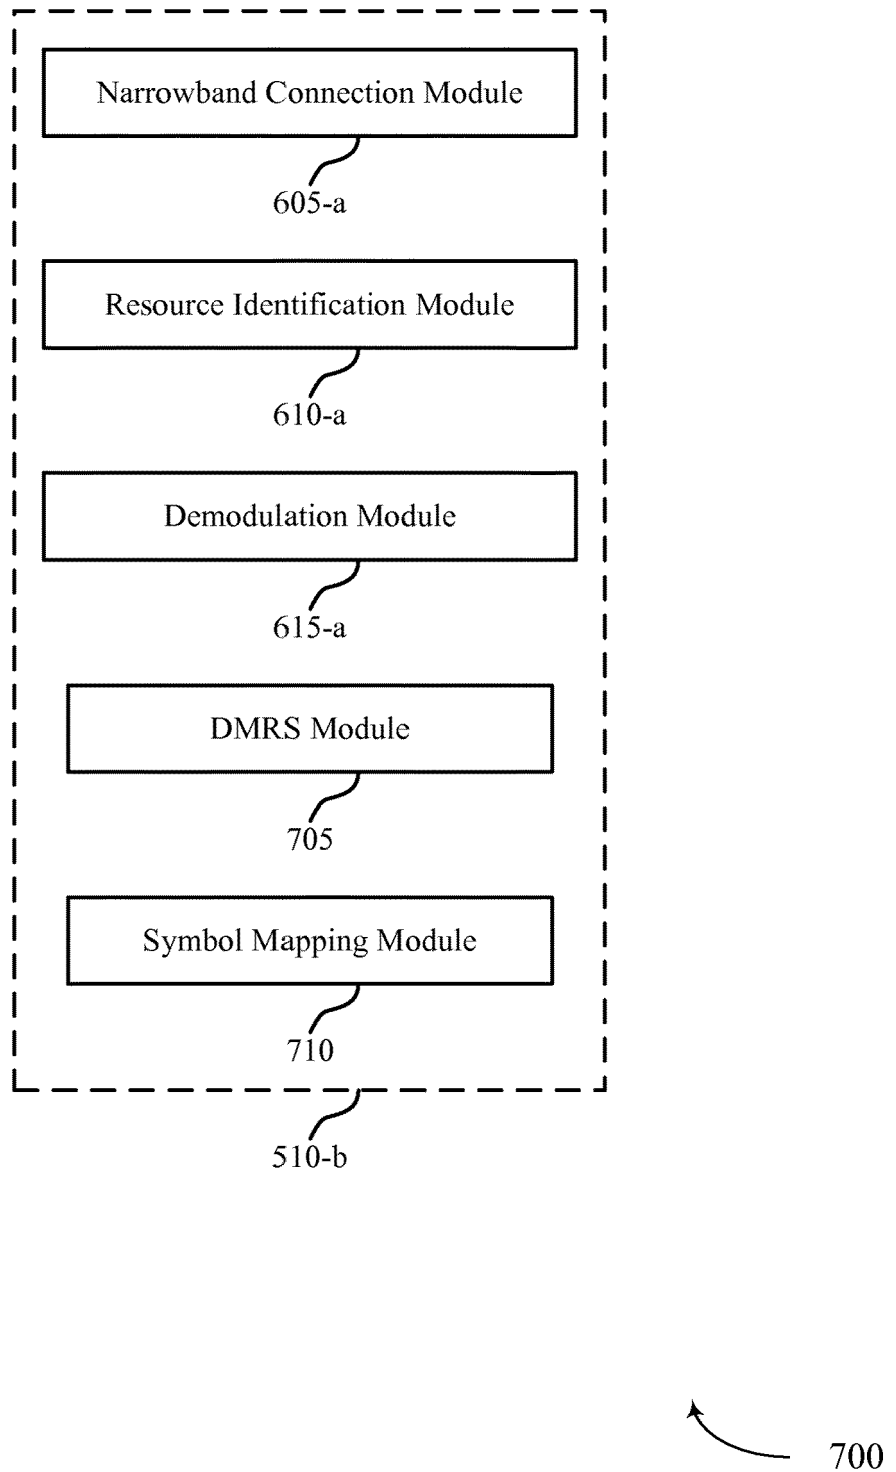 Narrowband Connection Module
605-a
Resource Identification Module
610-a
Demodulation Module
615-a
DMRS Module
705
Symbol Mapping Module
710
510-b
700